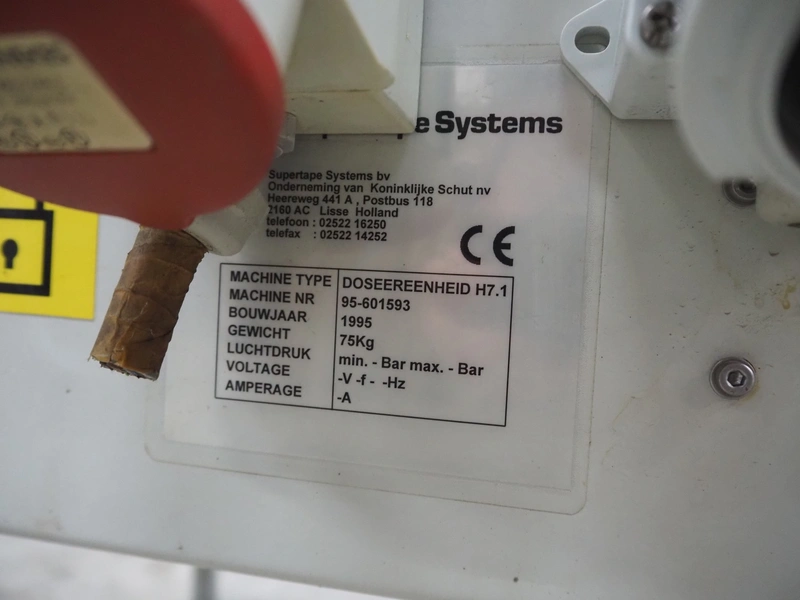 e Systems
Supertape Systems bv
Onderneming van Koninklijke Schut nv
Heereweg 441 A , Postbus 118
2160 AC Lisse Holland
telefoon : 02522 16250
telefax : 02522 14252
CE
MACHINE TYPE DOSEEREENHEID H7.1
MACHINE NR 95-601593
BOUWJAAR 1995
GEWICHT 75Kg
LUCHTDRUK min. - Bar max. - Bar
VOLTAGE -V -f - -Hz
AMPERAGE -A